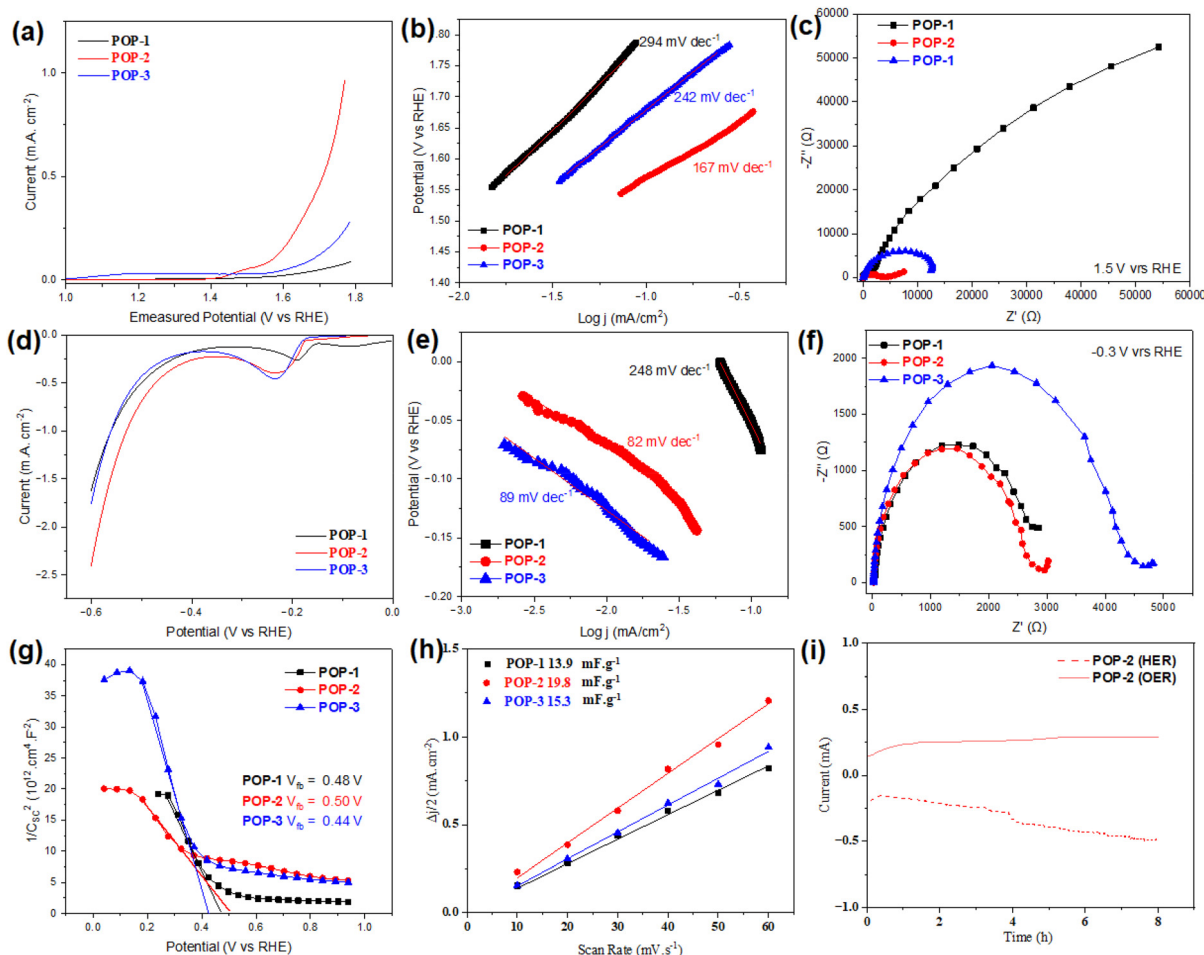 (a)
POP-1
POP-2
POP-3
Current (m.A. cm⁻²)
1.0
0.5
0.0
1.0 1.2 1.4 1.6 1.8
Emeasured Potential (V vs RHE)
(b)
294 mV dec⁻¹
242 mV dec⁻¹
167 mV dec⁻¹
POP-1
POP-2
POP-3
Potential (V vs RHE)
1.80
1.75
1.70
1.65
1.60
1.55
1.50
1.45
1.40
−2.0 −1.5 −1.0 −0.5
Log j (mA/cm²)
(c)
POP-1
POP-2
POP-1
-Z'' (Ω)
-60000
50000
40000
30000
20000
10000
0
1.5 V vrs RHE
0 10000 20000 30000 40000 50000 60000
Z' (Ω)
(d)
Current (m.A. cm⁻²)
0.0
−0.5
−1.0
−1.5
−2.0
−2.5
POP-1
POP-2
POP-3
−0.6 −0.4 −0.2 0.0
Potential (V vs RHE)
(e)
248 mV dec⁻¹
82 mV dec⁻¹
89 mV dec⁻¹
POP-1
POP-2
POP-3
Potential (V vs RHE)
0.00
−0.05
−0.10
−0.15
−0.20
−3.0 −2.5 −2.0 −1.5 −1.0
Log j (mA/cm²)
(f)
POP-1
POP-2
POP-3
-0.3 V vrs RHE
-Z'' (Ω)
2000
1500
1000
500
0
0 1000 2000 3000 4000 5000
Z' (Ω)
(g)
POP-1
POP-2
POP-3
POP-1 Vfb = 0.48 V
POP-2 Vfb = 0.50 V
POP-3 Vfb = 0.44 V
1/Csc² (10¹².cm⁴.F⁻²)
40
35
30
25
20
15
10
5
0
0.0 0.2 0.4 0.6 0.8 1.0
Potential (V vs RHE)
(h)
POP-1 13.9 mF.g⁻¹
POP-2 19.8 mF.g⁻¹
POP-3 15.3 mF.g⁻¹
Δj/2 (mA.cm⁻²)
1.5
1.0
0.5
0.0
10 20 30 40 50 60
Scan Rate (mV.s⁻¹)
(i)
POP-2 (HER)
POP-2 (OER)
Current (mA)
1.0
0.5
0.0
−0.5
−1.0
0 2 4 6 8
Time (h)